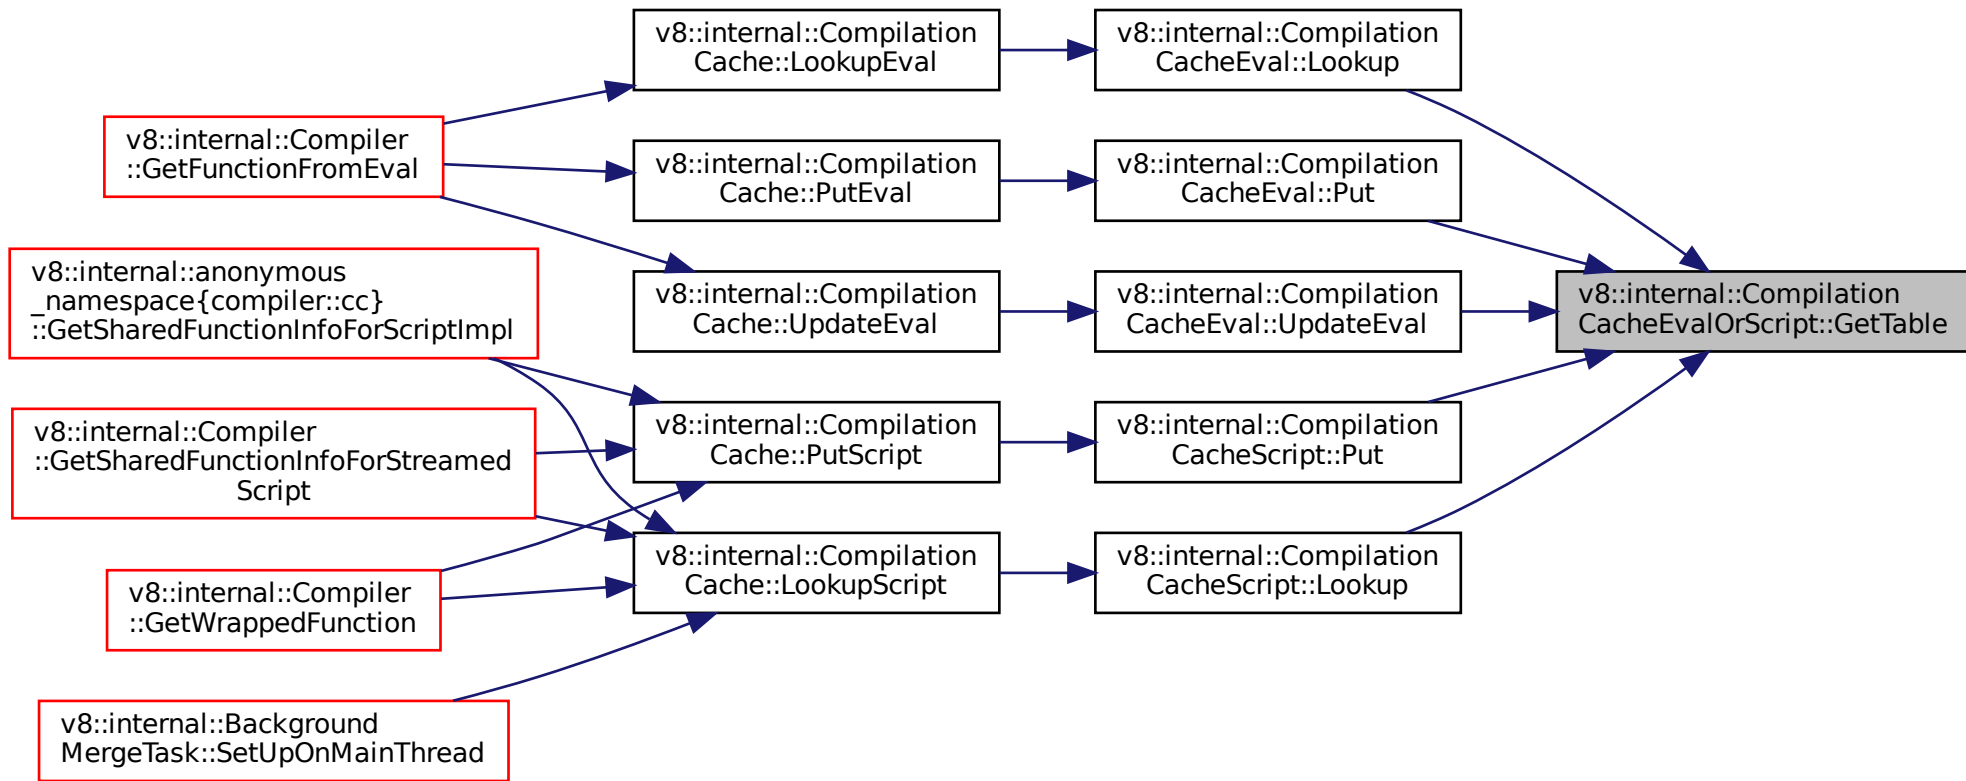 v8::internal::Compilation
Cache::LookupEval
v8::internal::Compilation
CacheEval::Lookup
v8::internal::Compiler
::GetFunctionFromEval
v8::internal::Compilation
Cache::PutEval
v8::internal::Compilation
CacheEval::Put
v8::internal::anonymous
_namespace{compiler::cc}
::GetSharedFunctionInfoForScriptImpl
v8::internal::Compilation
Cache::UpdateEval
v8::internal::Compilation
CacheEval::UpdateEval
v8::internal::Compilation
CacheEvalOrScript::GetTable
v8::internal::Compiler
::GetSharedFunctionInfoForStreamed
Script
v8::internal::Compilation
Cache::PutScript
v8::internal::Compilation
CacheScript::Put
v8::internal::Compiler
::GetWrappedFunction
v8::internal::Compilation
Cache::LookupScript
v8::internal::Compilation
CacheScript::Lookup
v8::internal::Background
MergeTask::SetUpOnMainThread